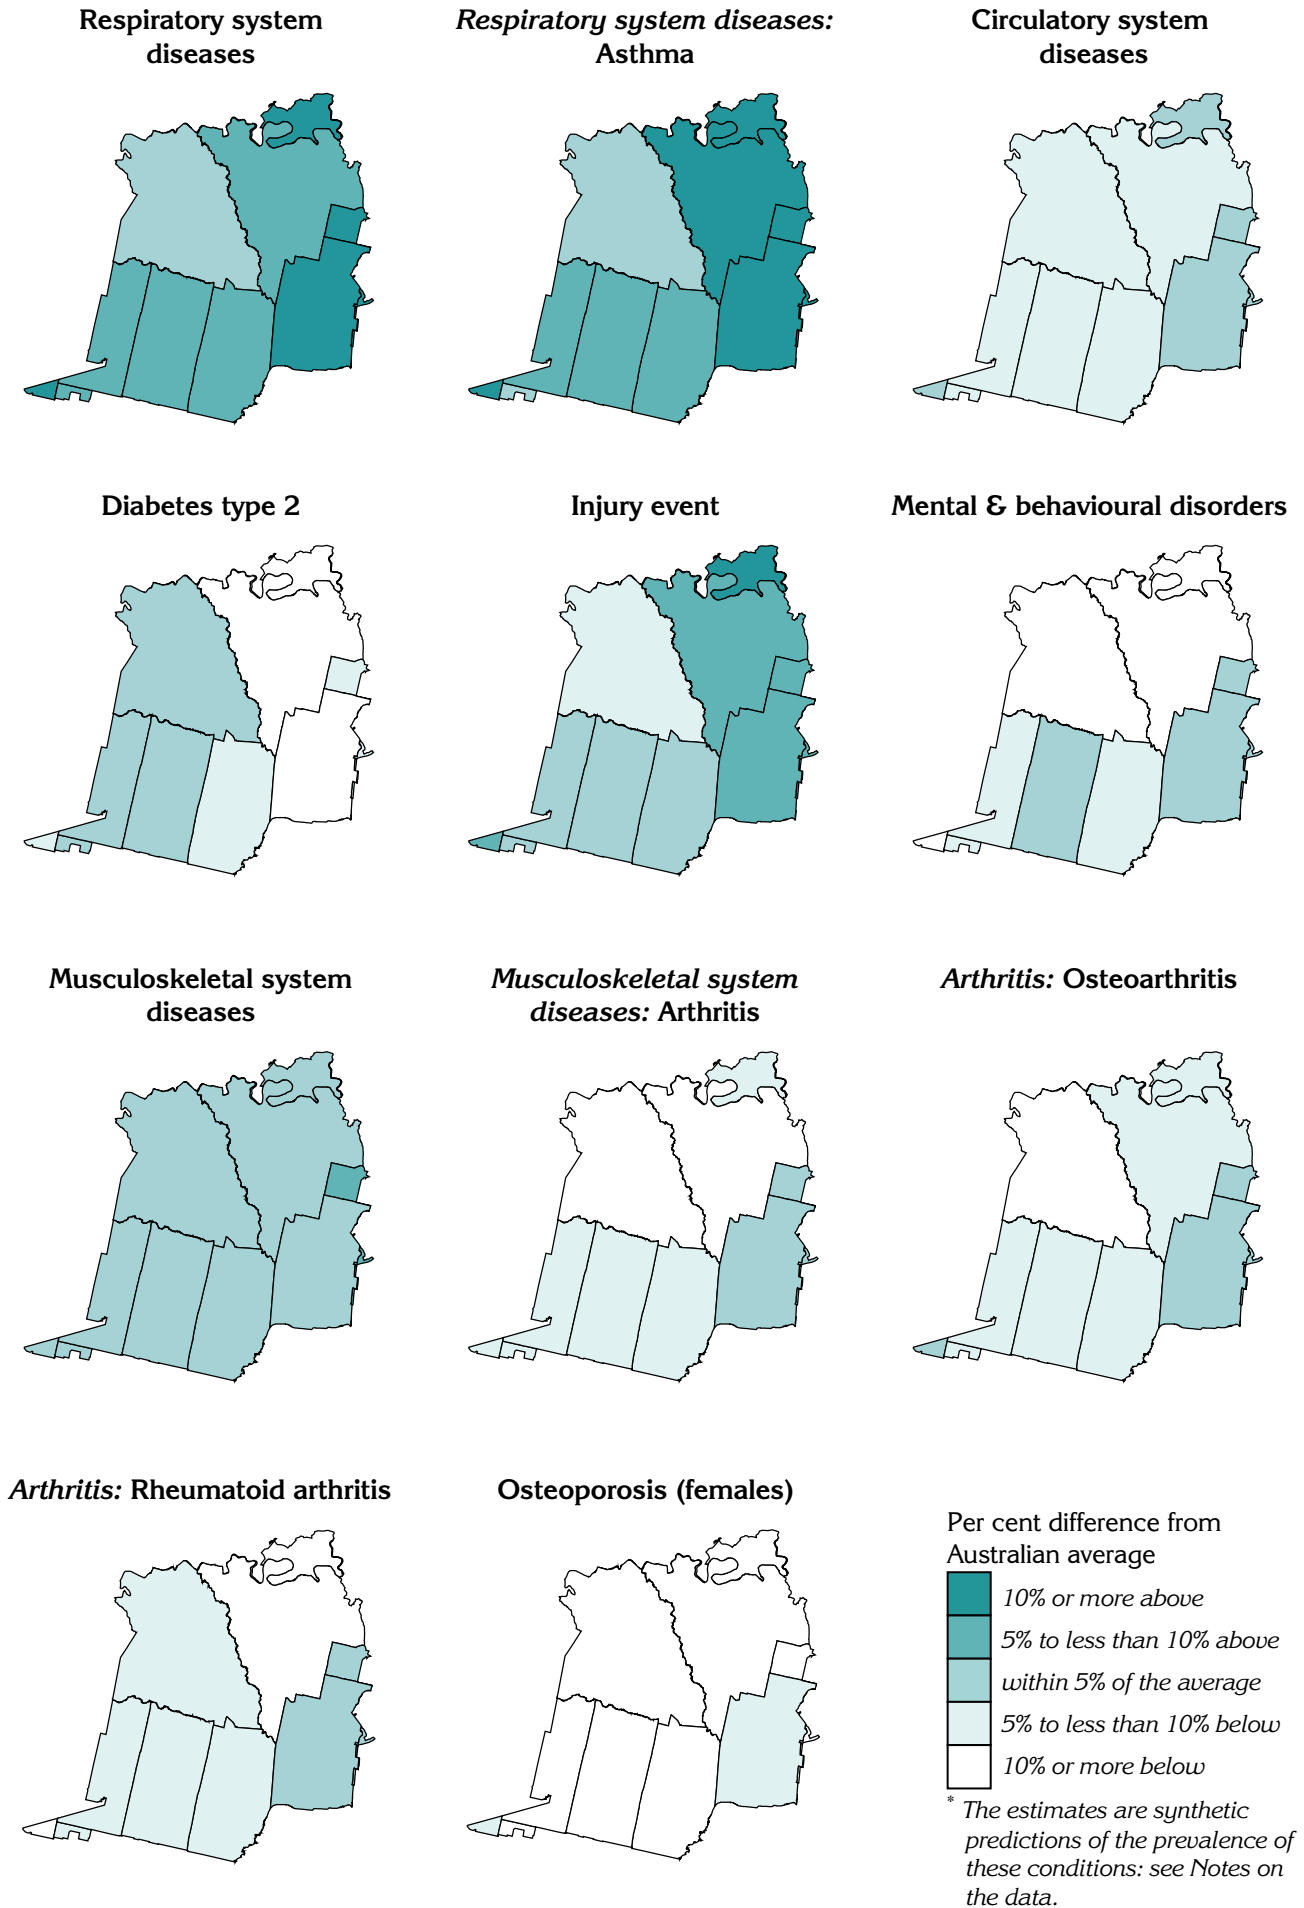 Respiratory system
diseases
Respiratory system diseases:
Asthma
Circulatory system
diseases
Diabetes type 2
Injury event
Mental & behavioural disorders
Musculoskeletal system
diseases
Musculoskeletal system
diseases: Arthritis
Arthritis: Osteoarthritis
Arthritis: Rheumatoid arthritis
Osteoporosis (females)
Per cent difference from
Australian average
10% or more above
5% to less than 10% above
within 5% of the average
5% to less than 10% below
10% or more below
* The estimates are synthetic
predictions of the prevalence of
these conditions: see Notes on
the data.